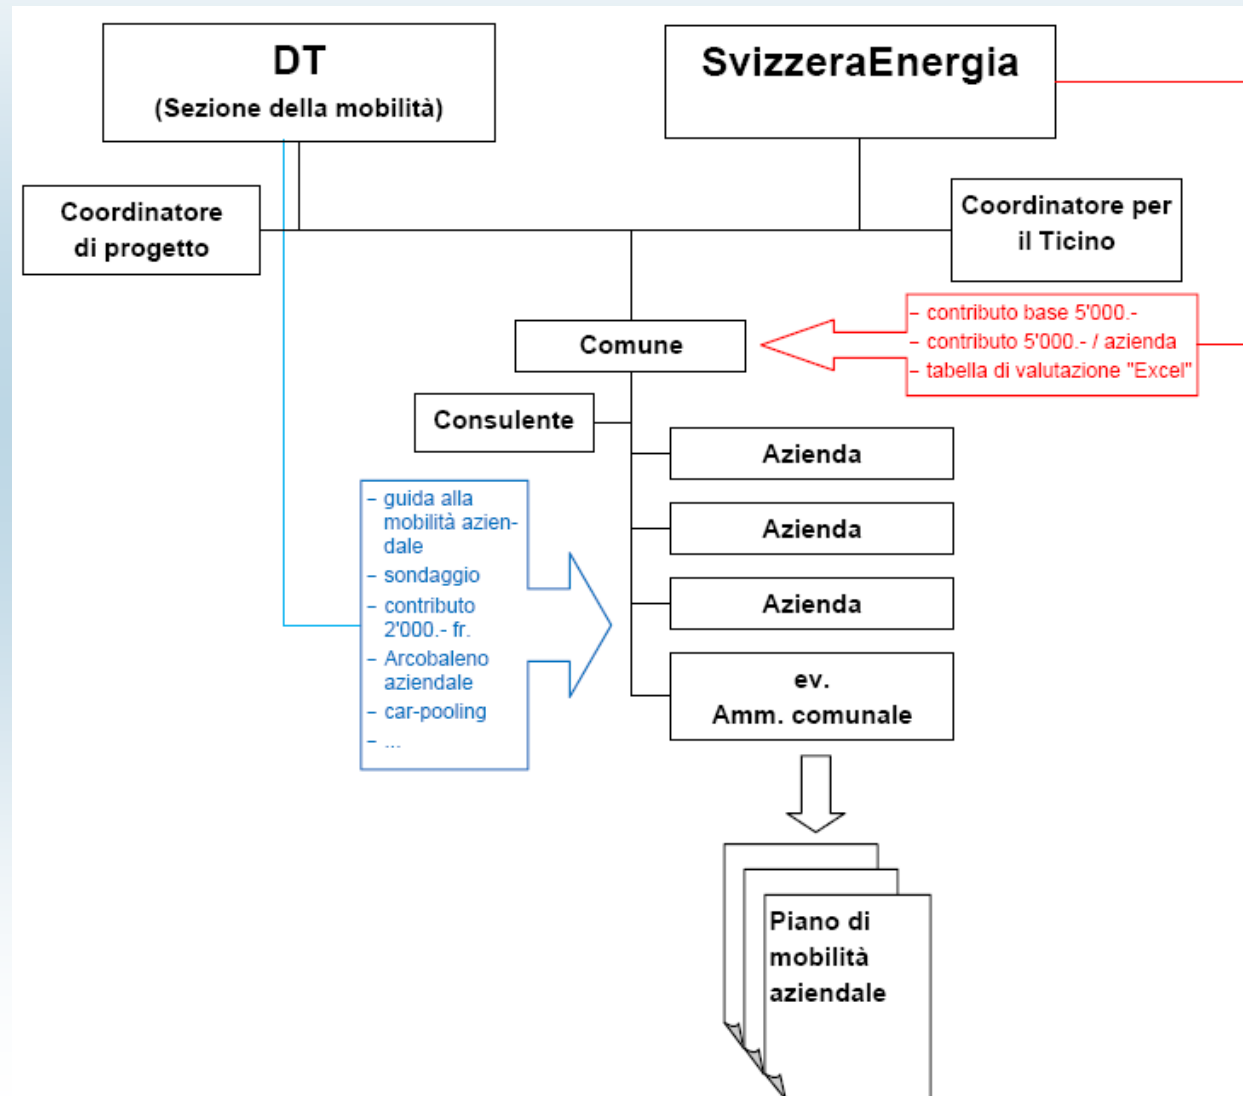 DT
(Sezione della mobilità)
SvizzeraEnergia
Coordinatore
di progetto
Coordinatore per
il Ticino
Comune
– contributo base 5'000.-
– contributo 5'000.- / azienda
– tabella di valutazione "Excel"
Consulente
Azienda
Azienda
Azienda
ev.
Amm. comunale
– guida alla
mobilità azien-
dale
– sondaggio
– contributo
2'000.- fr.
– Arcobaleno
aziendale
– car-pooling
– ...
Piano di
mobilità
aziendale